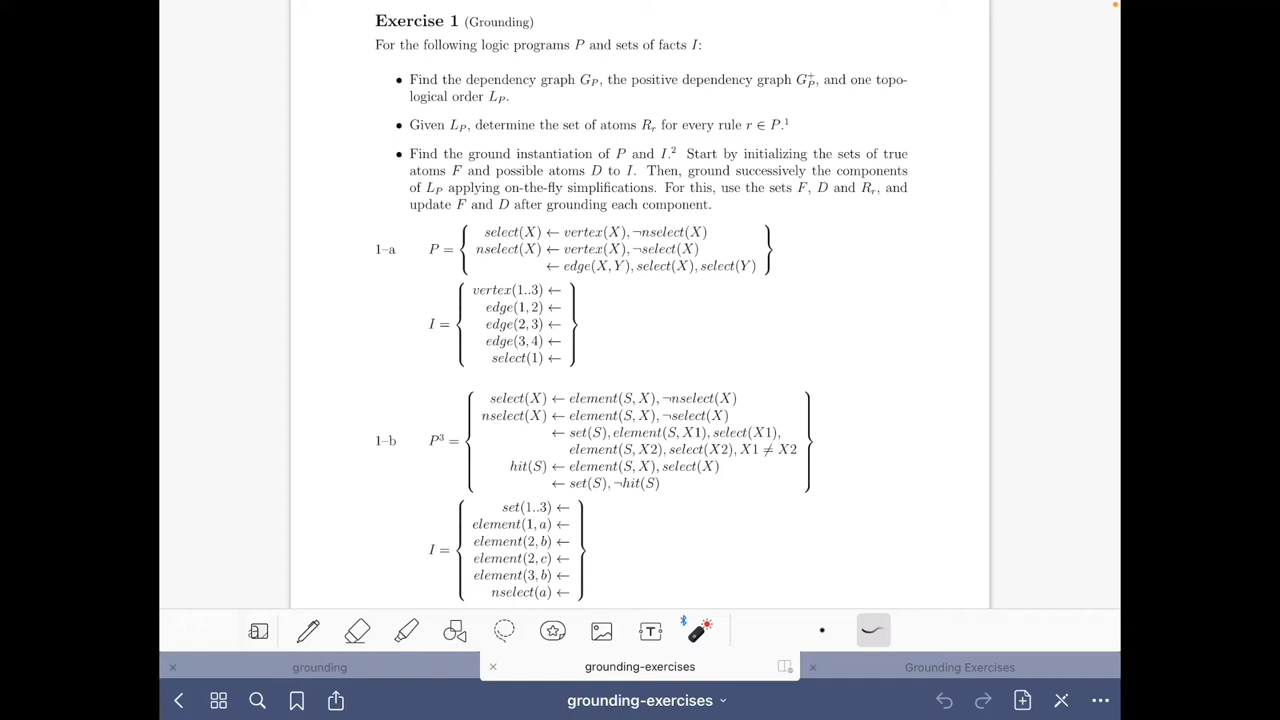 Exercise 1 (Grounding)
For the following logic programs P and sets of facts I:
• Find the dependency graph G_P, the positive dependency graph G_P^+, and one topo-
logical order L_P.
• Given L_P, determine the set of atoms R_r for every rule r ∈ P.¹
• Find the ground instantiation of P and I.² Start by initializing the sets of true
atoms F and possible atoms D to I. Then, ground successively the components
of L_P applying on-the-fly simplifications. For this, use the sets F, D and R_r, and
update F and D after grounding each component.
select(X) ← vertex(X), ¬nselect(X)
1–a P = { nselect(X) ← vertex(X), ¬select(X) }
← edge(X, Y), select(X), select(Y)
vertex(1..3) ←
edge(1, 2) ←
I = { edge(2, 3) ← }
edge(3, 4) ←
select(1) ←
select(X) ← element(S, X), ¬nselect(X)
nselect(X) ← element(S, X), ¬select(X)
← set(S), element(S, X1), select(X1),
1–b P³ = { element(S, X2), select(X2), X1 ≠ X2 }
hit(S) ← element(S, X), select(X)
← set(S), ¬hit(S)
set(1..3) ←
element(1, a) ←
element(2, b) ←
I = { element(2, c) ← }
element(3, b) ←
nselect(a) ←
T
× grounding
× grounding-exercises
× Grounding Exercises
grounding-exercises